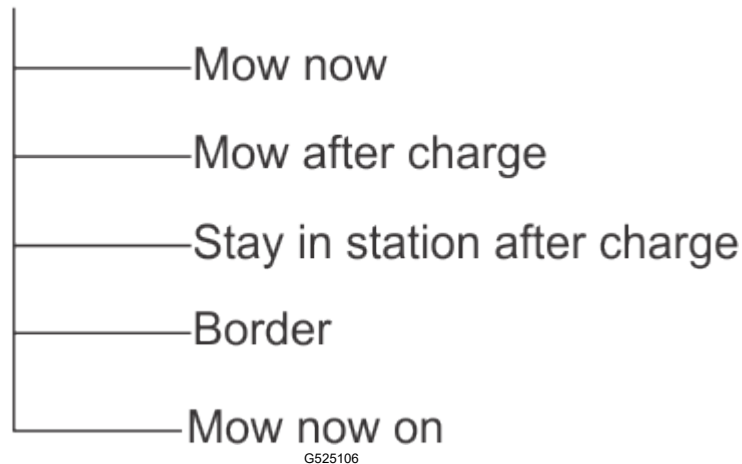 Mow now
Mow after charge
Stay in station after charge
Border
Mow now on
G525106